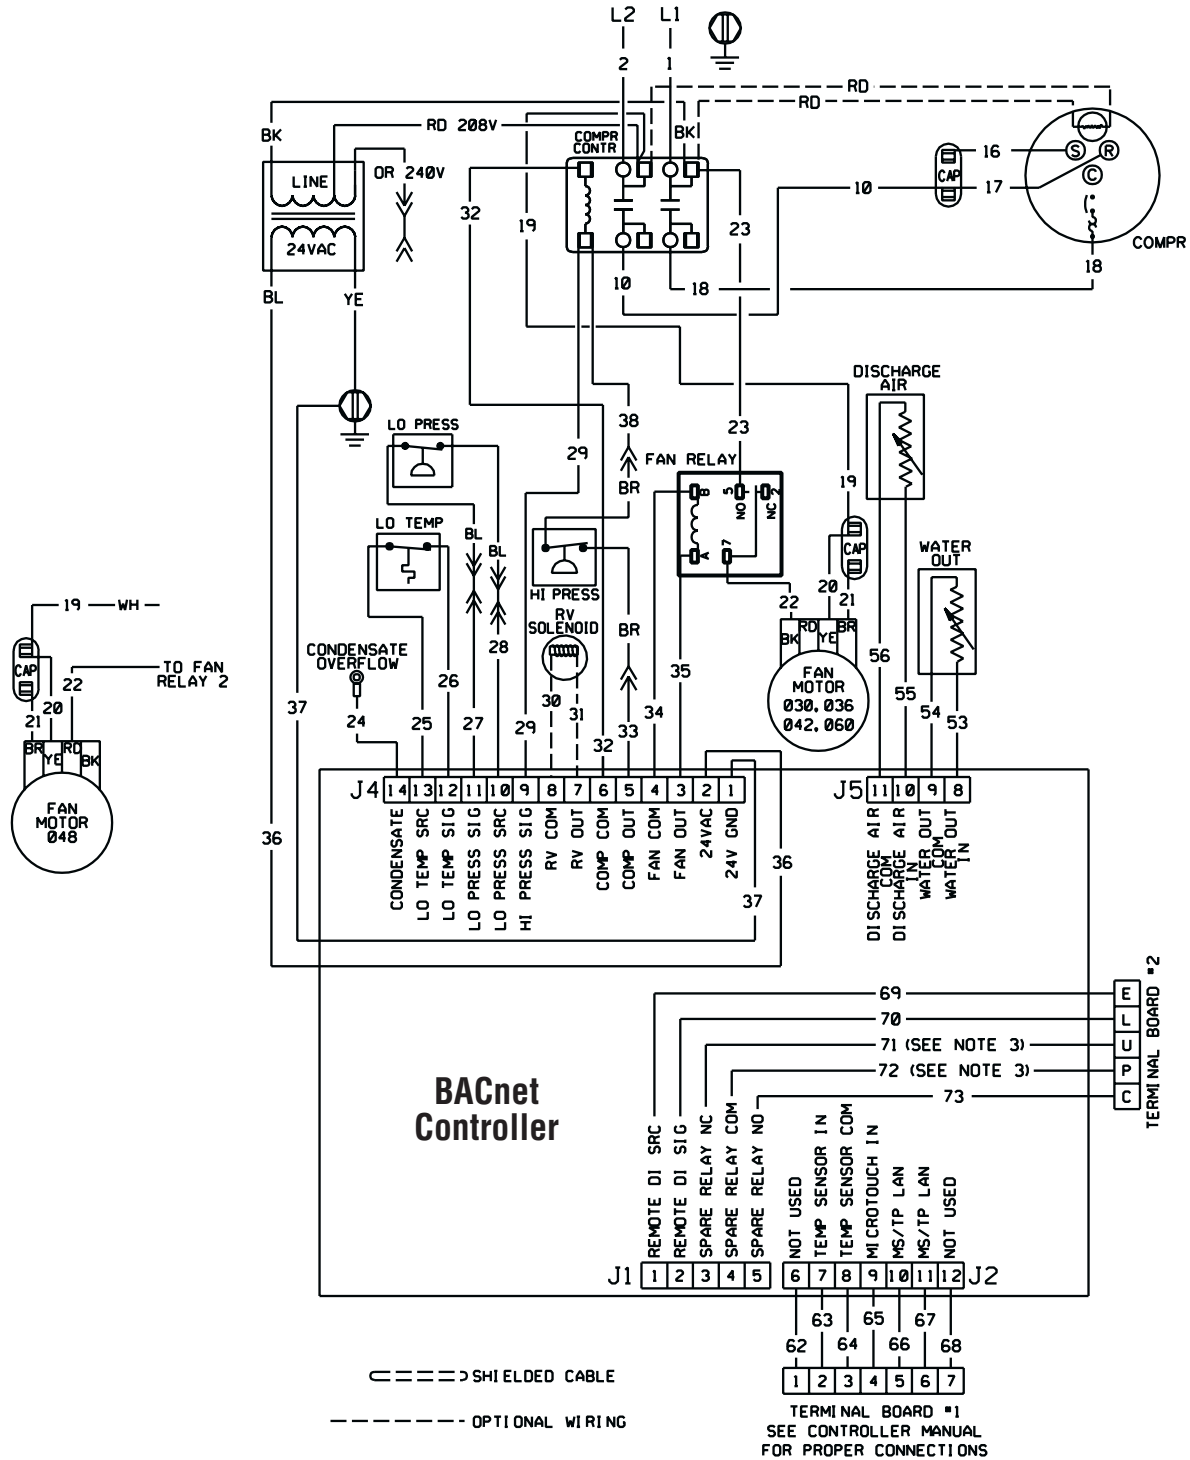 L2 L1
2 1
RD
RD
BK
RD 208V
BK
COMPR
CONTR
LINE
OR 240V
24VAC
32
19
23
16
S R
CAP
10
17
C
COMPR
18
BL
YE
10
18
DISCHARGE
AIR
LO PRESS
38
29
23
FAN RELAY
BR
19
B
5
NO
2
NC
A
7
LO TEMP
BL
BL
HI PRESS
CAP
WATER
OUT
20
21
22
BK
RD
YE
BR
FAN
MOTOR
030,036
042,060
RV
SOLENOID
BR
28
CONDENSATE
OVERFLOW
19 WH
CAP
TO FAN
RELAY 2
22
20
21
BR
YE
RD
BK
FAN
MOTOR
048
37
24
25
26
27
29
30
31
32
33
34
35
56
55
54
53
J4 14 13 12 11 10 9 8 7 6 5 4 3 2 1
J5 11 10 9 8
CONDENSATE
LO TEMP SRC
LO TEMP SIG
LO PRESS SIG
LO PRESS SRC
HI PRESS SIG
RV COM
RV OUT
COMP COM
COMP OUT
FAN COM
FAN OUT
24VAC
24V GND
36
36
37
DISCHARGE AIR
COM
DISCHARGE AIR
IN
WATER OUT
COM
WATER OUT
IN
69
70
71 (SEE NOTE 3)
72 (SEE NOTE 3)
73
E
L
U
P
C
TERMINAL BOARD #2
BACnet
Controller
REMOTE DI SRC
REMOTE DI SIG
SPARE RELAY NC
SPARE RELAY COM
SPARE RELAY NO
NOT USED
TEMP SENSOR IN
TEMP SENSOR COM
MICROTOUCH IN
MS/TP LAN
MS/TP LAN
NOT USED
J1 1 2 3 4 5
6 7 8 9 10 11 12 J2
62
63
64
65
66
67
68
1 2 3 4 5 6 7
SHIELDED CABLE
OPTIONAL WIRING
TERMINAL BOARD #1
SEE CONTROLLER MANUAL
FOR PROPER CONNECTIONS